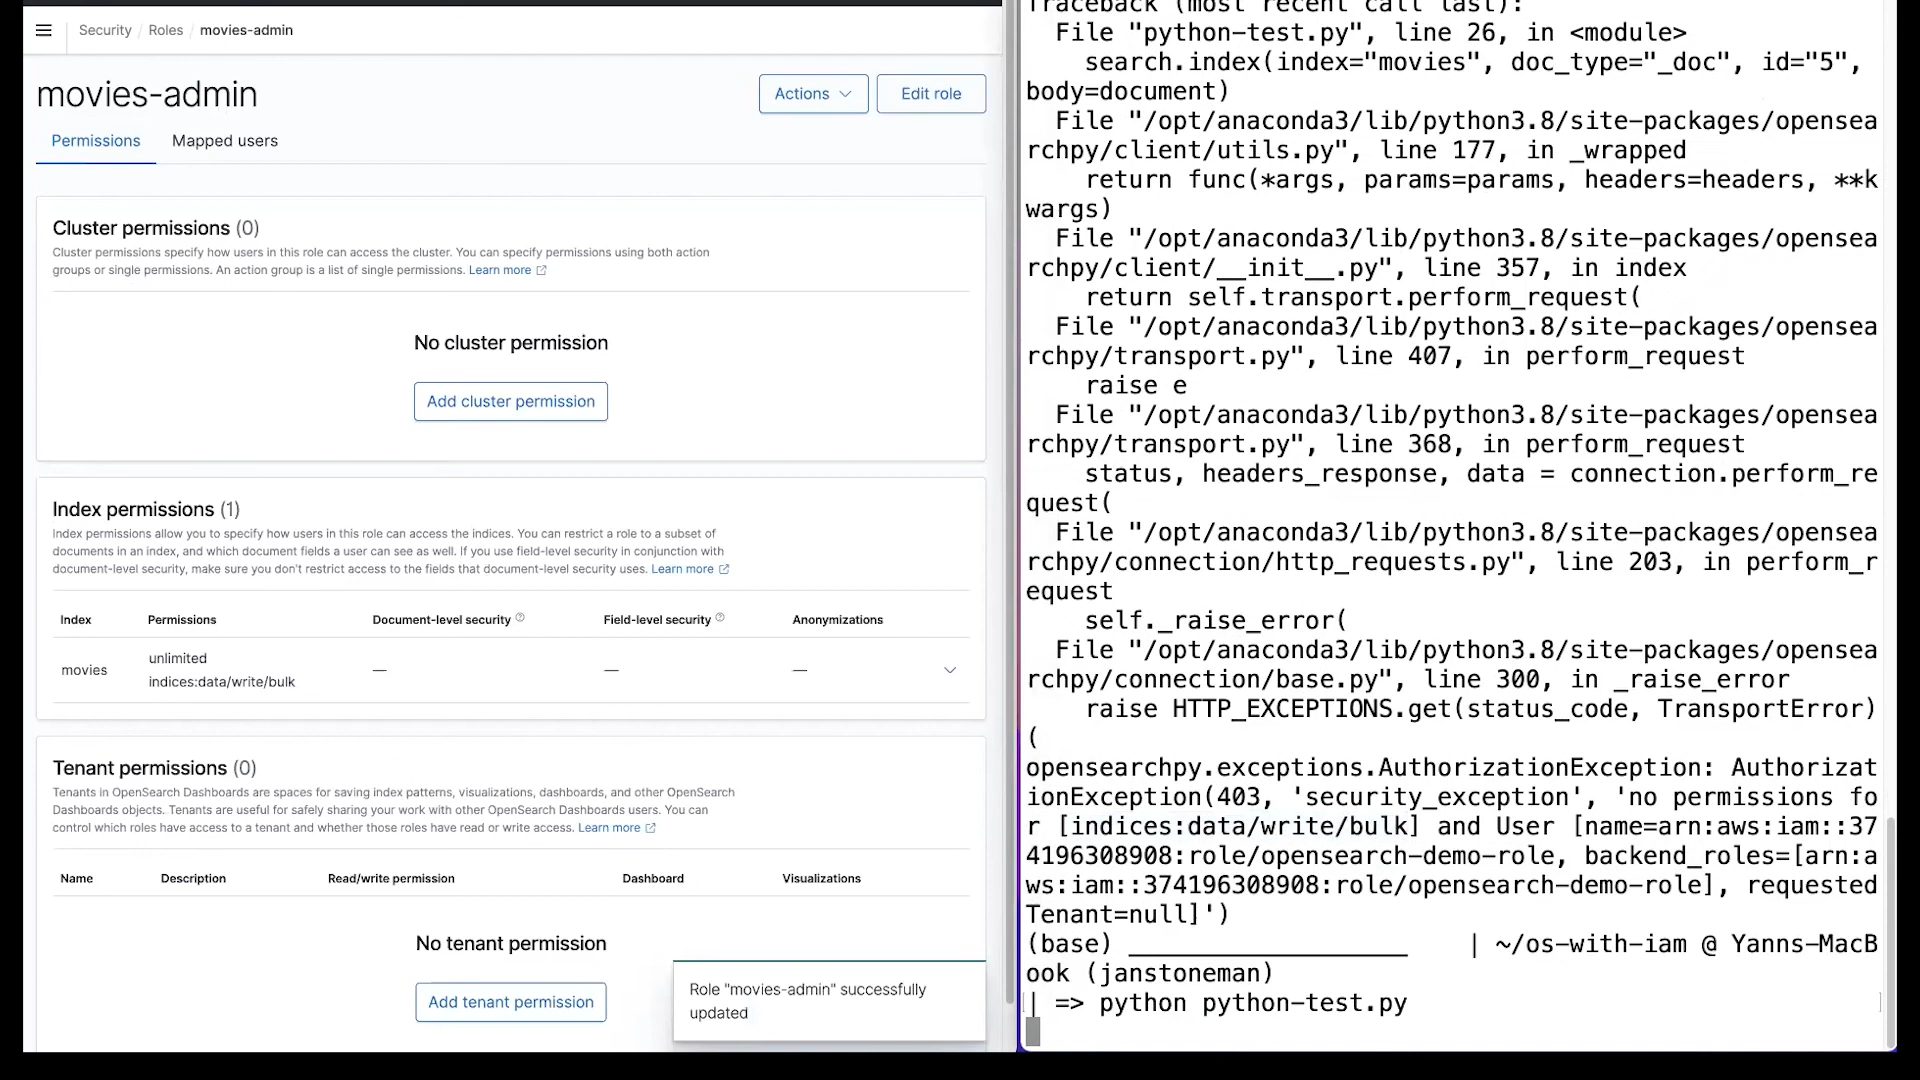 Security / Roles / movies-admin
movies-admin
Actions
Edit role
Permissions
Mapped users
Cluster permissions (0)
Cluster permissions specify how users in this role can access the cluster. You can specify permissions using both action
groups or single permissions. An action group is a list of single permissions. Learn more
No cluster permission
Add cluster permission
Index permissions (1)
Index permissions allow you to specify how users in this role can access the indices. You can restrict a role to a subset of
documents in an index, and which document fields a user can see as well. If you use field-level security in conjunction with
document-level security, make sure you don't restrict access to the fields that document-level security uses. Learn more
Index Permissions Document-level security Field-level security Anonymizations
movies
unlimited
indices:data/write/bulk
— — —
Tenant permissions (0)
Tenants in OpenSearch Dashboards are spaces for saving index patterns, visualizations, dashboards, and other OpenSearch
Dashboards objects. Tenants are useful for safely sharing your work with other OpenSearch Dashboards users. You can
control which roles have access to a tenant and whether those roles have read or write access. Learn more
Name Description Read/write permission Dashboard Visualizations
No tenant permission
Add tenant permission
Role "movies-admin" successfully
updated
Traceback (most recent call last):
File "python-test.py", line 26, in <module>
search.index(index="movies", doc_type="_doc", id="5",
body=document)
File "/opt/anaconda3/lib/python3.8/site-packages/opensea
rchpy/client/utils.py", line 177, in _wrapped
return func(*args, params=params, headers=headers, **k
wargs)
File "/opt/anaconda3/lib/python3.8/site-packages/opensea
rchpy/client/__init__.py", line 357, in index
return self.transport.perform_request(
File "/opt/anaconda3/lib/python3.8/site-packages/opensea
rchpy/transport.py", line 407, in perform_request
raise e
File "/opt/anaconda3/lib/python3.8/site-packages/opensea
rchpy/transport.py", line 368, in perform_request
status, headers_response, data = connection.perform_re
quest(
File "/opt/anaconda3/lib/python3.8/site-packages/opensea
rchpy/connection/http_requests.py", line 203, in perform_r
equest
self._raise_error(
File "/opt/anaconda3/lib/python3.8/site-packages/opensea
rchpy/connection/base.py", line 300, in _raise_error
raise HTTP_EXCEPTIONS.get(status_code, TransportError)
(
opensearchpy.exceptions.AuthorizationException: Authorizat
ionException(403, 'security_exception', 'no permissions fo
r [indices:data/write/bulk] and User [name=arn:aws:iam::37
4196308908:role/opensearch-demo-role, backend_roles=[arn:a
ws:iam::374196308908:role/opensearch-demo-role], requested
Tenant=null]')
(base) ___________________ | ~/os-with-iam @ Yanns-MacB
ook (janstoneman)
| => python python-test.py